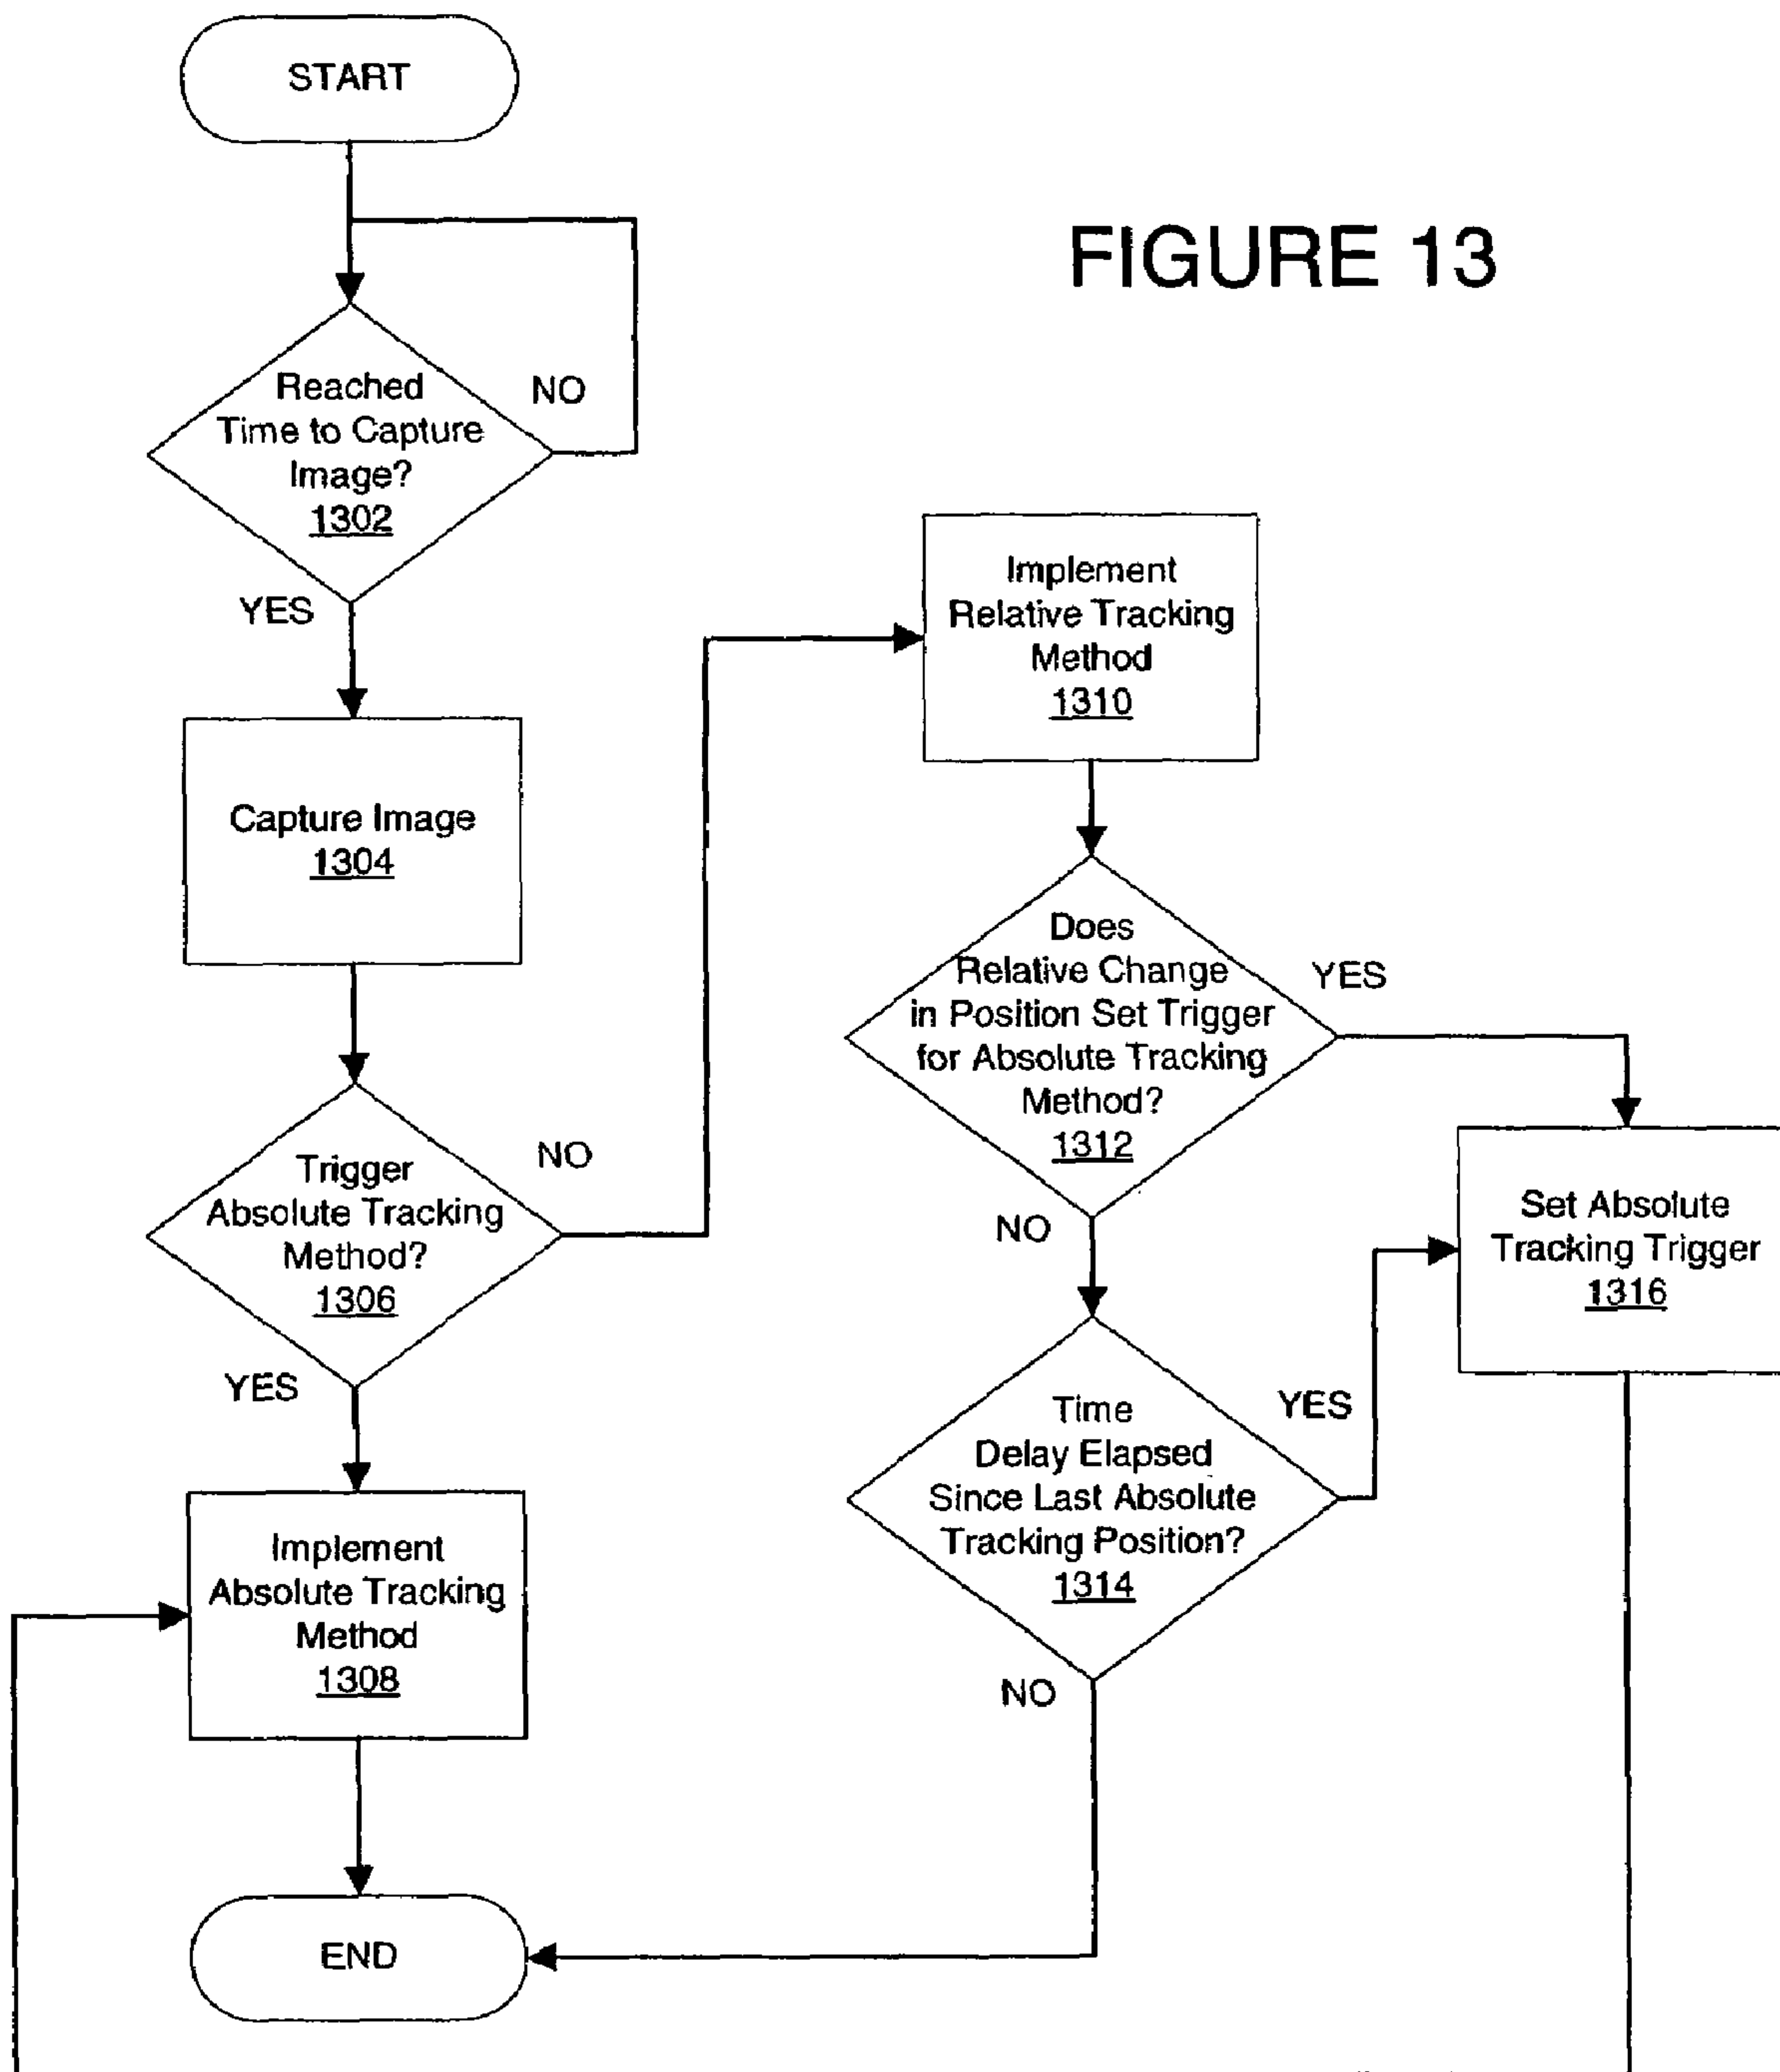 START
FIGURE 13
Reached
Time to Capture
Image?
1302
NO
YES
Capture Image
1304
Trigger
Absolute Tracking
Method?
1306
NO
YES
Implement
Absolute Tracking
Method
1308
END
Implement
Relative Tracking
Method
1310
Does
Relative Change
in Position Set Trigger
for Absolute Tracking
Method?
1312
YES
NO
Time
Delay Elapsed
Since Last Absolute
Tracking Position?
1314
YES
NO
Set Absolute
Tracking Trigger
1316